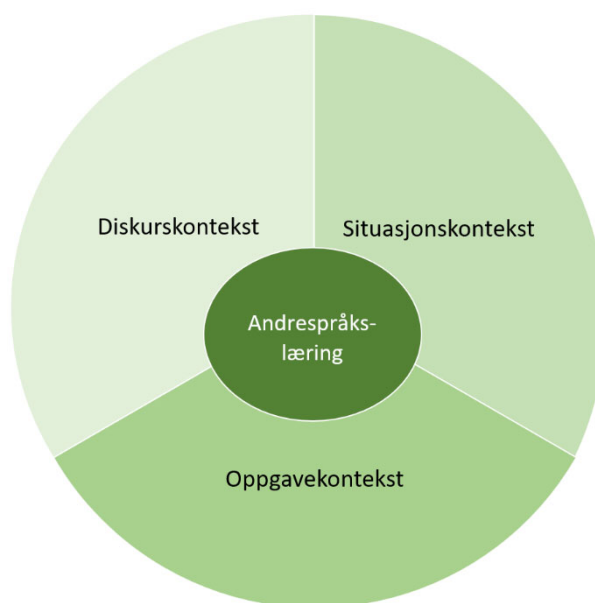 Diskurskontekst
Situasjonskontekst
Andrespråks-
læring
Oppgavekontekst